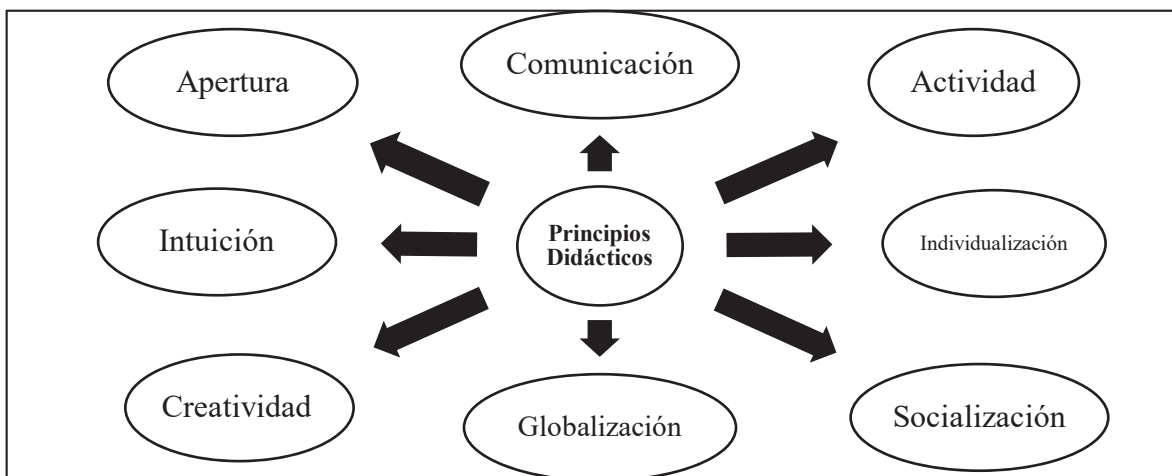 Apertura
Comunicación
Actividad
Intuición
Principios
Didácticos
Individualización
Creatividad
Globalización
Socialización